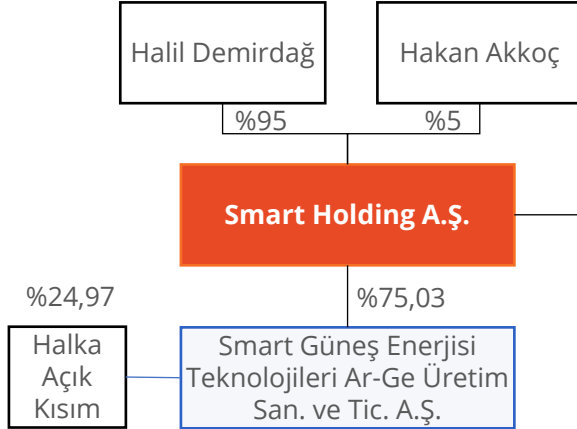 Halil Demirdağ
Hakan Akkoç
%95
%5
Smart Holding A.Ş.
%24,97
%75,03
Halka
Açık
Kısım
Smart Güneş Enerjisi
Teknolojileri Ar-Ge Üretim
San. ve Tic. A.Ş.